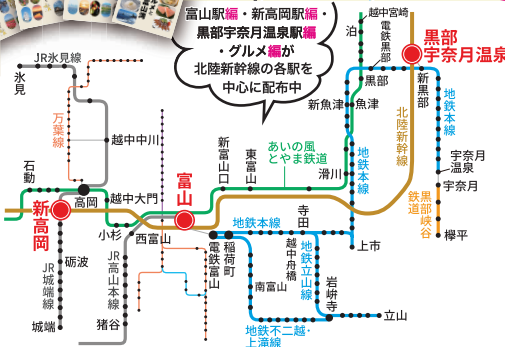 富山駅編・新高岡駅編・
黒部宇奈月温泉駅編
・グルメ編が
北陸新幹線の各駅を
中心に配布中
越中宮崎
泊
電鉄黒部
黒部
宇奈月温泉
黒部
新黒部
JR氷見線
氷見
万葉線
越中中川
新魚津
魚津
北陸新幹線
地鉄本線
あいの風
とやま鉄道
新富山口
東富山
滑川
地鉄本線
宇奈月
温泉
宇奈月
黒部峡谷
鉄道
欅平
石動
高岡
越中大門
新高岡
小杉
富山
西富山
地鉄本線
寺田
上市
電鉄富山
稲荷町
越中舟橋
地鉄立山線
JR城端線
砺波
JR高山本線
南富山
岩峅寺
立山
城端
猪谷
地鉄不二越・
上滝線